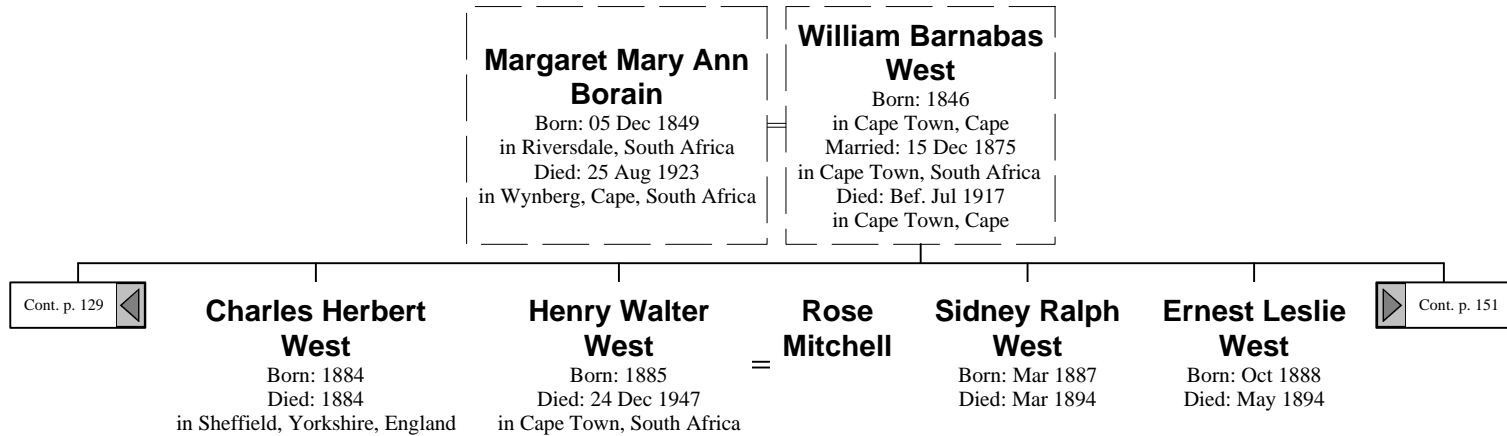 Margaret Mary Ann
Borain
Born: 05 Dec 1849
in Riversdale, South Africa
Died: 25 Aug 1923
in Wynberg, Cape, South Africa
William Barnabas
West
Born: 1846
in Cape Town, Cape
Married: 15 Dec 1875
in Cape Town, South Africa
Died: Bef. Jul 1917
in Cape Town, Cape
Cont. p. 129
Charles Herbert
West
Born: 1884
Died: 1884
in Sheffield, Yorkshire, England
Henry Walter
West
Born: 1885
Died: 24 Dec 1947
in Cape Town, South Africa
=
Rose
Mitchell
Sidney Ralph
West
Born: Mar 1887
Died: Mar 1894
Ernest Leslie
West
Born: Oct 1888
Died: May 1894
Cont. p. 151